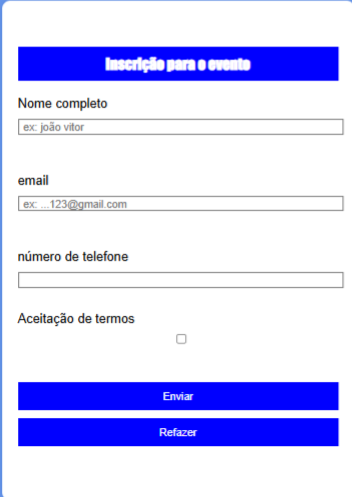 Inscrição para o evento
Nome completo
ex: joão vitor
email
ex: ...123@gmail.com
número de telefone
Aceitação de termos
Enviar
Refazer